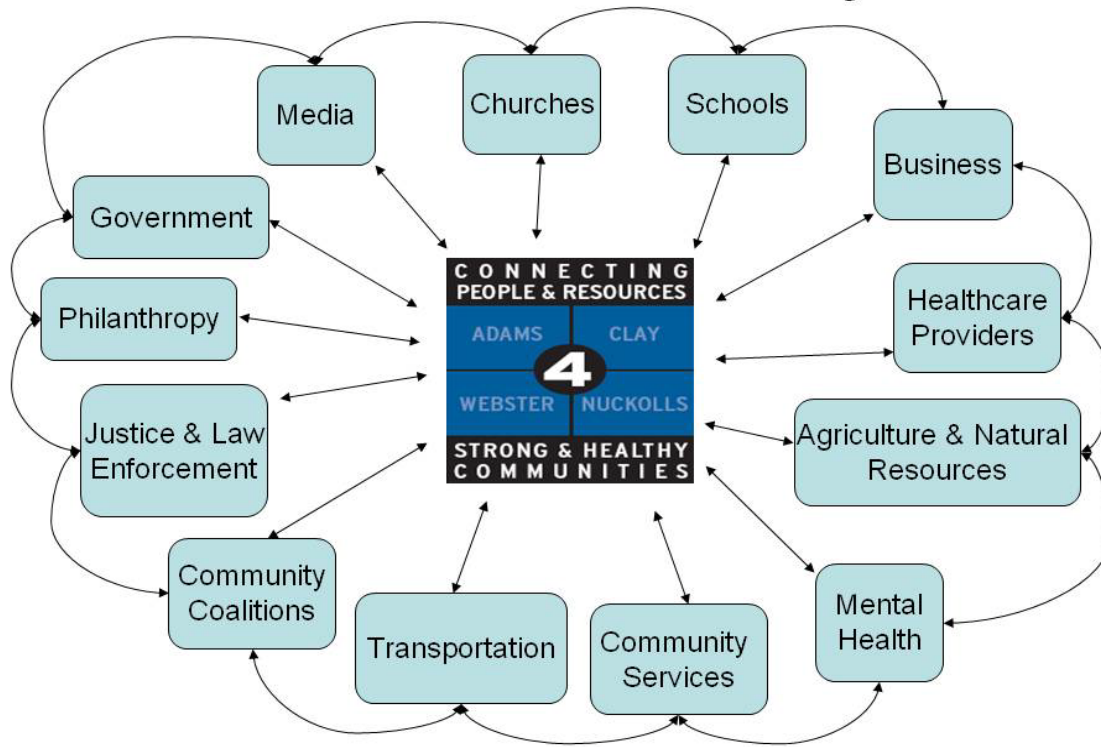 Media
Churches
Schools
Business
Government
Philanthropy
Healthcare
Providers
CONNECTING
PEOPLE & RESOURCES
ADAMS
CLAY
4
WEBSTER
NUCKOLLS
STRONG & HEALTHY
COMMUNITIES
Justice & Law
Enforcement
Agriculture & Natural
Resources
Community
Coalitions
Transportation
Community
Services
Mental
Health